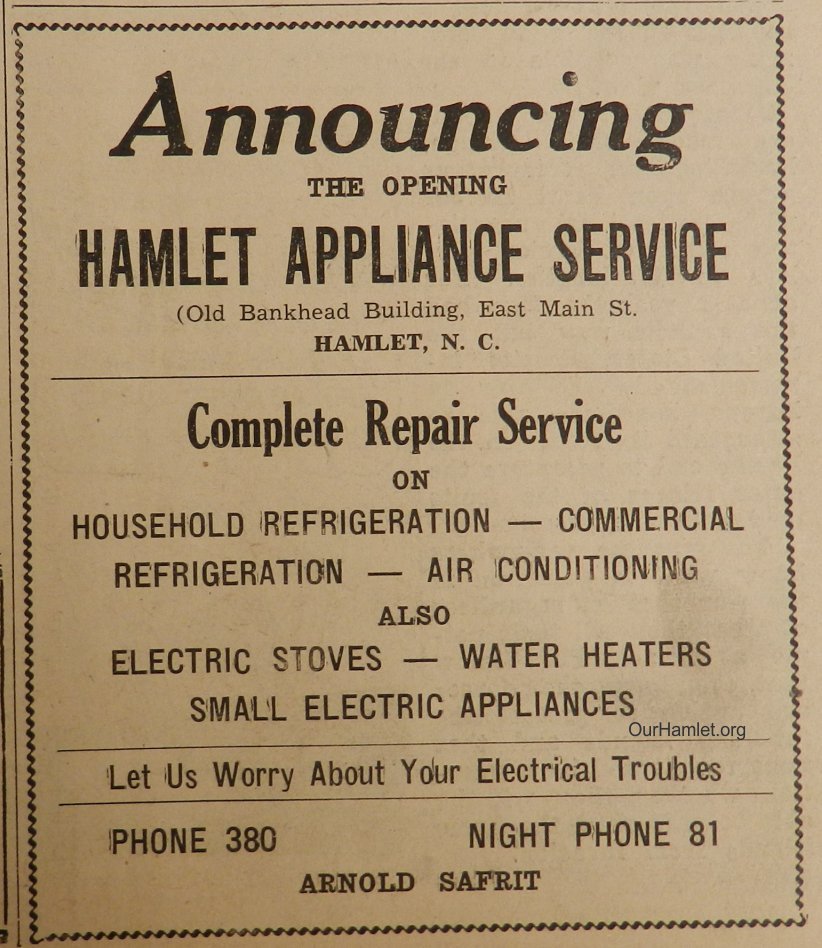 Announcing
THE OPENING
HAMLET APPLIANCE SERVICE
(Old Bankhead Building, East Main St.
HAMLET, N. C.
Complete Repair Service
ON
HOUSEHOLD REFRIGERATION — COMMERCIAL
REFRIGERATION — AIR CONDITIONING
ALSO
ELECTRIC STOVES — WATER HEATERS
SMALL ELECTRIC APPLIANCES
OurHamlet.org
Let Us Worry About Your Electrical Troubles
PHONE 380 NIGHT PHONE 81
ARNOLD SAFRIT